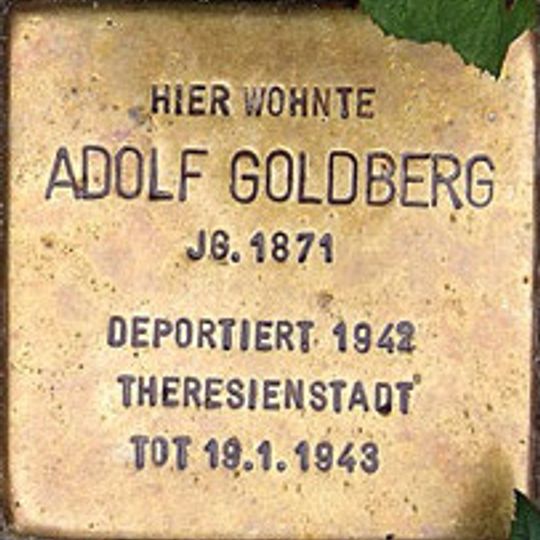 HIER WOHNTE
ADOLF GOLDBERG
JG. 1871
DEPORTIERT 1942
THERESIENSTADT
TOT 19.1.1943